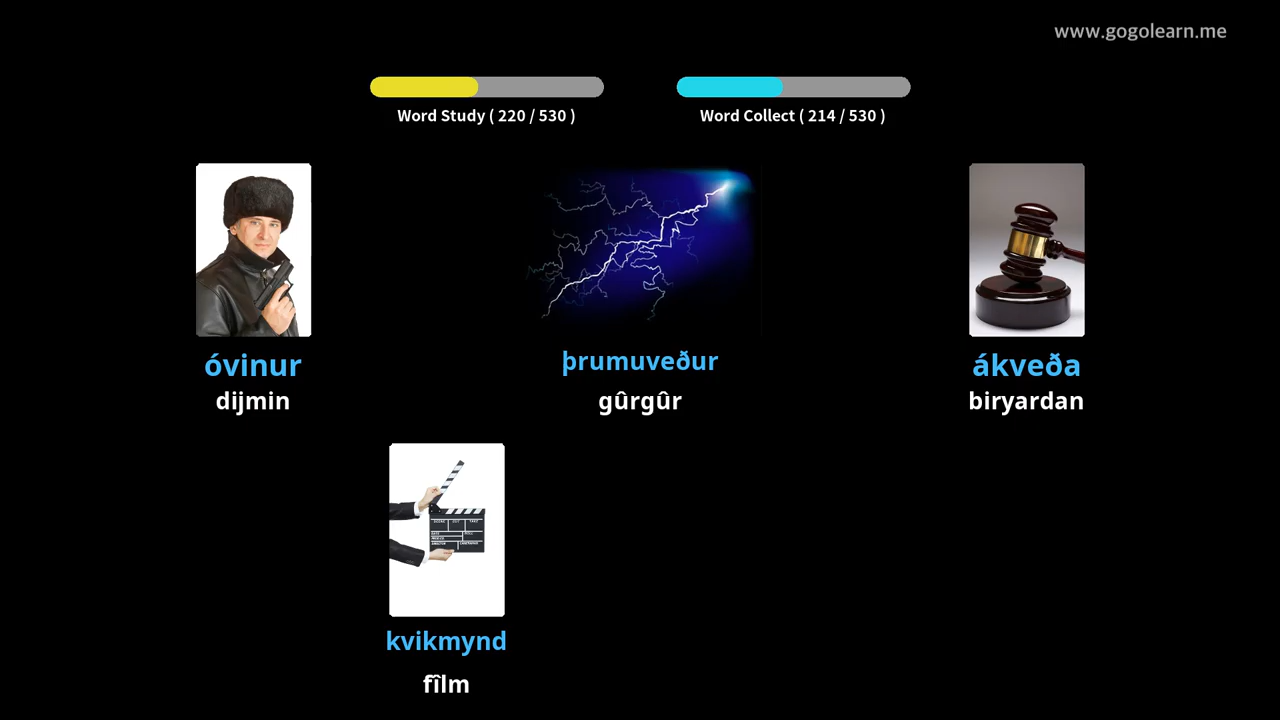 www.gogolearn.me
Word Study ( 220 / 530 )
Word Collect ( 214 / 530 )
óvinur
þrumuveður
ákveða
dijmin
gûrgûr
biryardan
kvikmynd
fîlm